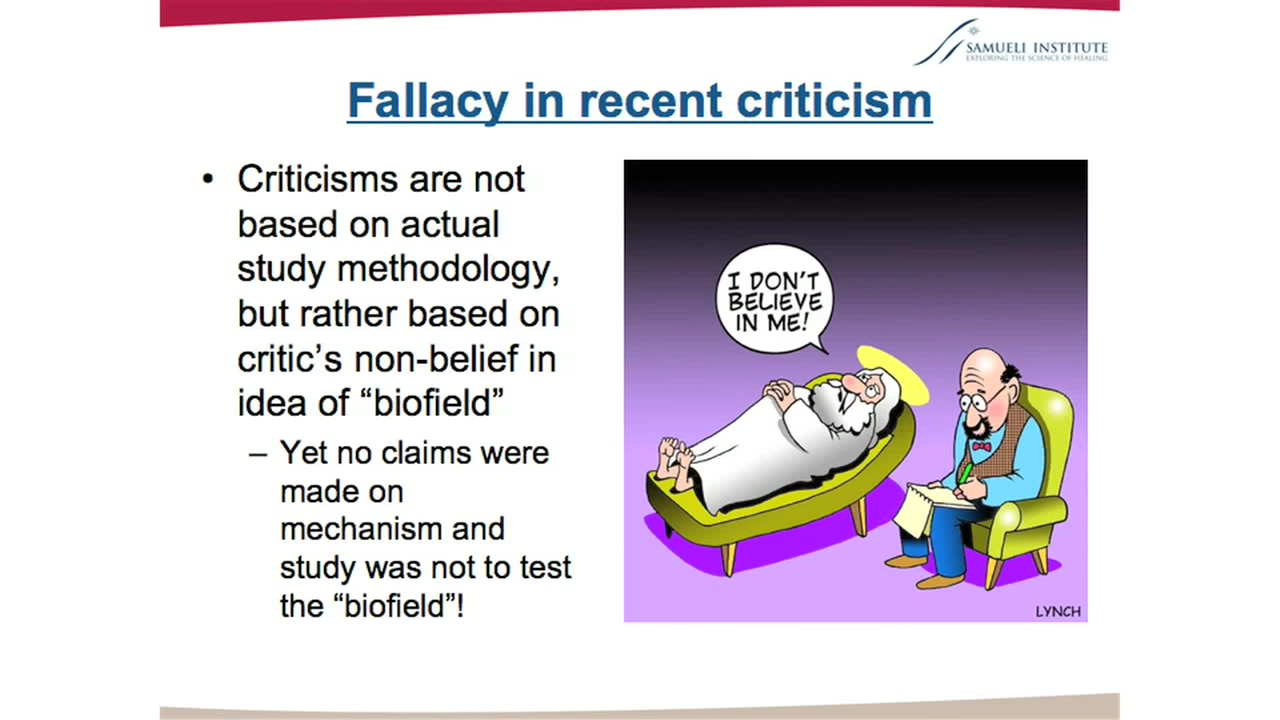 SAMUELI INSTITUTE
EXPLORING THE SCIENCE OF HEALING
Fallacy in recent criticism
• Criticisms are not
based on actual
study methodology,
but rather based on
critic’s non-belief in
idea of “biofield”
– Yet no claims were
made on
mechanism and
study was not to test
the “biofield”!
I DON'T
BELIEVE
IN ME!
LYNCH